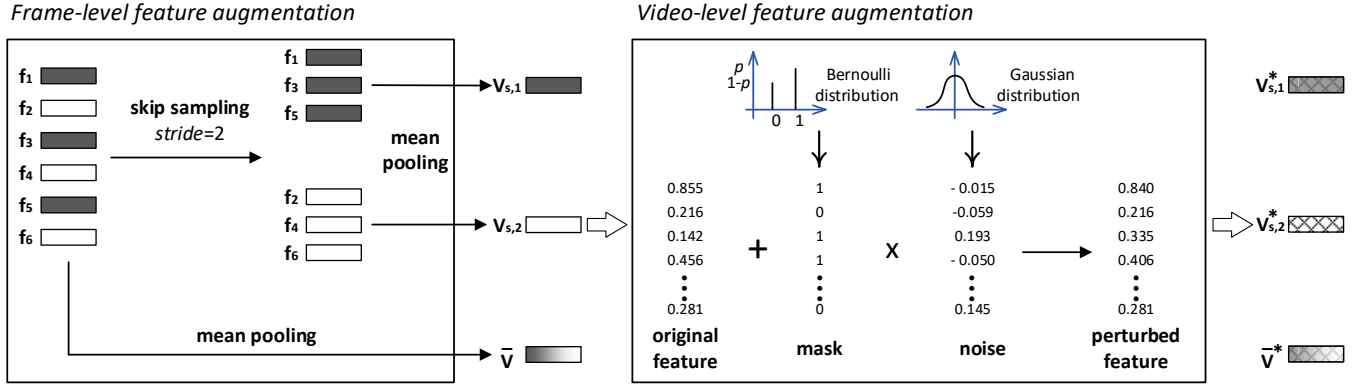 Frame-level feature augmentation
f1
f2
f3
f4
f5
f6
skip sampling
stride=2
f1
f3
f5
f2
f4
f6
mean
pooling
mean pooling
Vs,1
Vs,2
V̅
Video-level feature augmentation
p
1-p
0 1
Bernoulli
distribution
Gaussian
distribution
0.855 1 - 0.015 0.840
0.216 0 -0.059 0.216
0.142 1 0.193 0.335
0.456 1 - 0.050 0.406
+ x
0.281 0 0.145 0.281
original
feature
mask
noise
perturbed
feature
V*s,1
V*s,2
V̅*